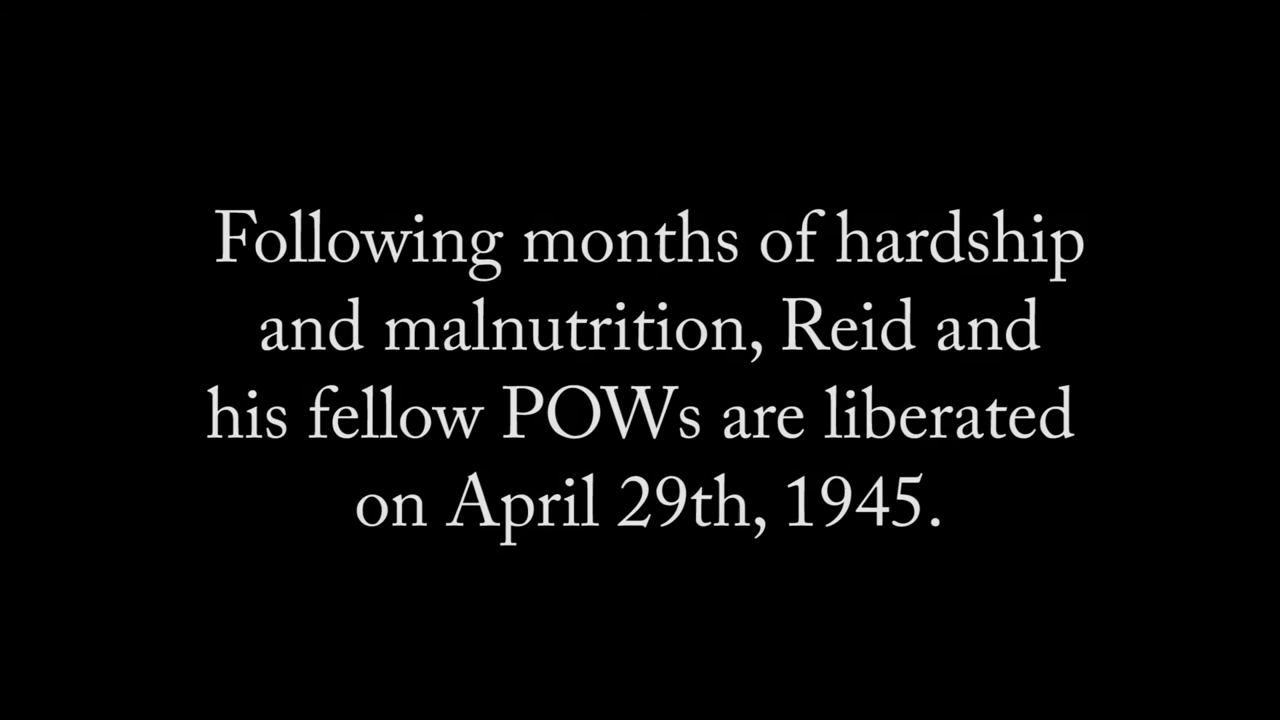 Following months of hardship
and malnutrition, Reid and
his fellow POWs are liberated
on April 29th, 1945.